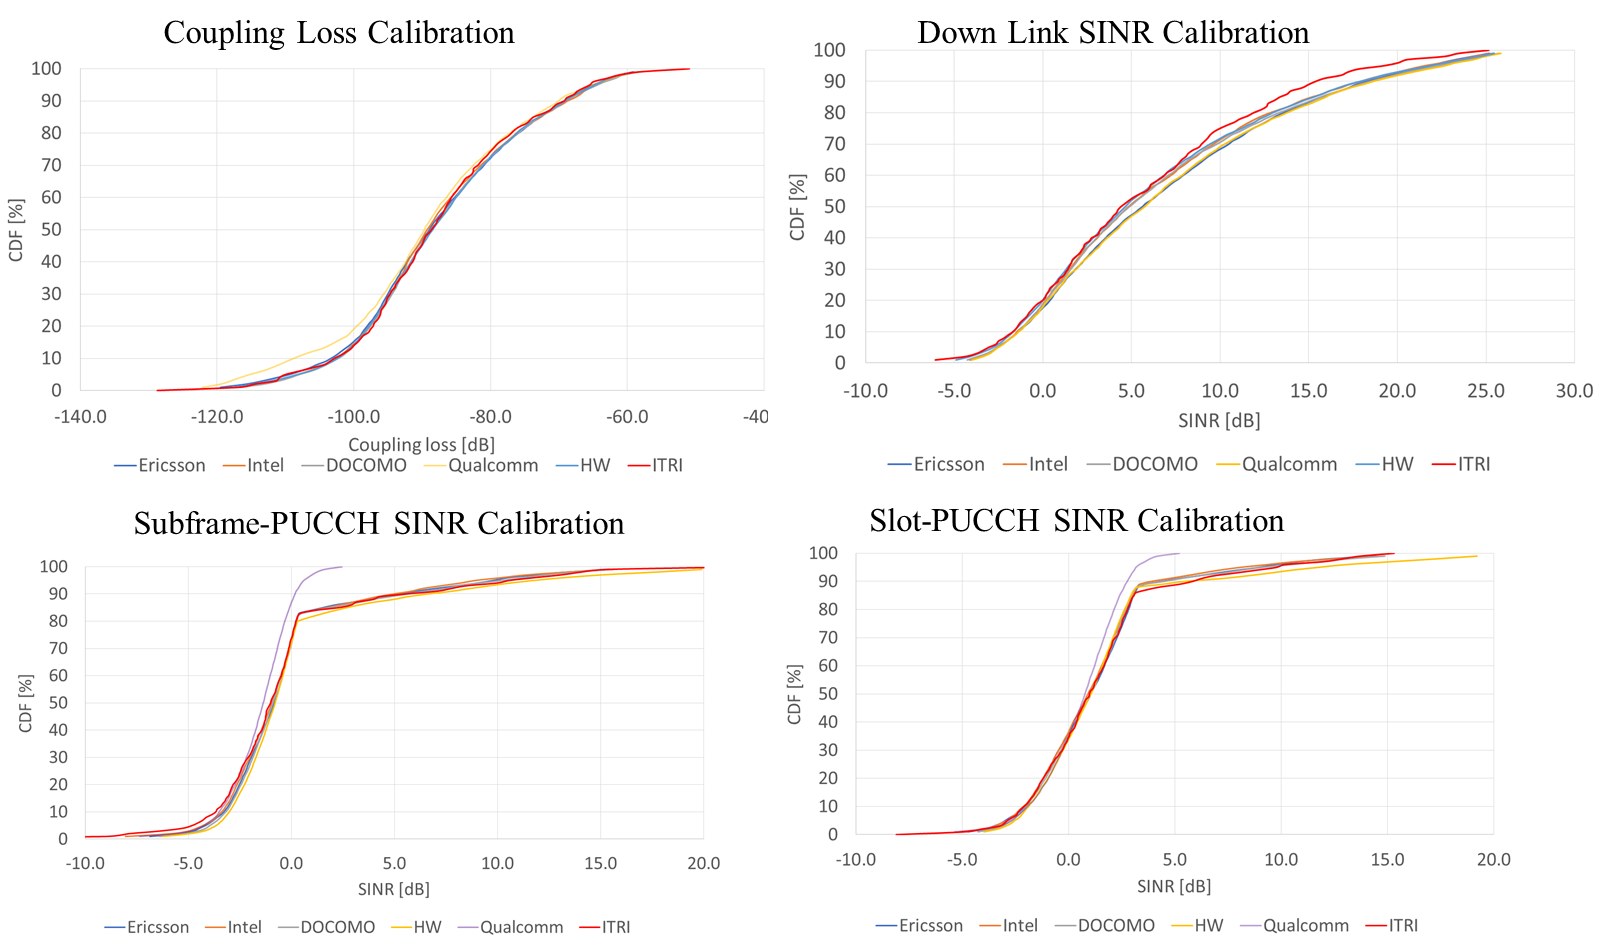 Coupling Loss Calibration
100
90
80
70
60
50
40
30
20
10
0
CDF [%]
-140.0 -120.0 -100.0 -80.0 -60.0 -40
Coupling loss [dB]
Ericsson Intel DOCOMO Qualcomm HW ITRI
Down Link SINR Calibration
100
90
80
70
60
50
40
30
20
10
0
CDF [%]
-10.0 -5.0 0.0 5.0 10.0 15.0 20.0 25.0 30.0
SINR [dB]
Ericsson Intel DOCOMO Qualcomm HW ITRI
Subframe-PUCCH SINR Calibration
100
90
80
70
60
50
40
30
20
10
0
CDF [%]
-10.0 -5.0 0.0 5.0 10.0 15.0 20.0
SINR [dB]
Ericsson Intel DOCOMO HW Qualcomm ITRI
Slot-PUCCH SINR Calibration
100
90
80
70
60
50
40
30
20
10
0
CDF [%]
-10.0 -5.0 0.0 5.0 10.0 15.0 20.0
SINR [dB]
Ericsson Intel DOCOMO HW Qualcomm ITRI